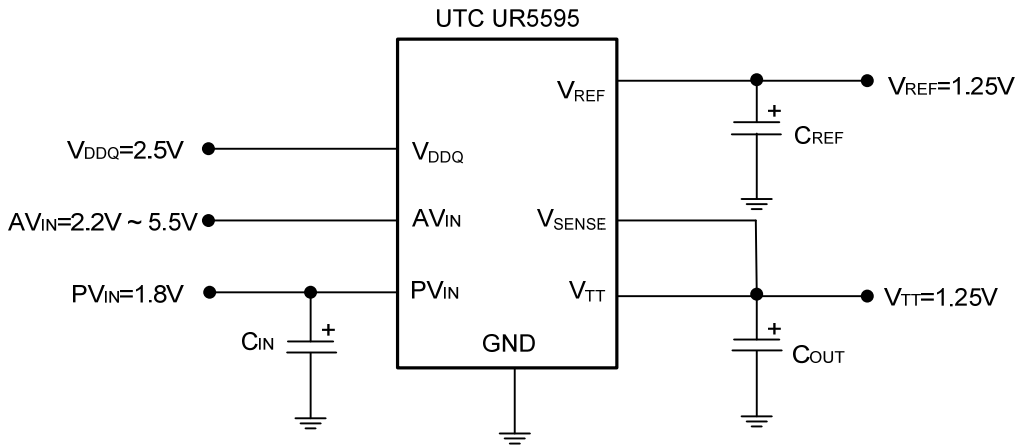 UTC UR5595
VREF
VREF=1.25V
+
CREF
VDDQ=2.5V
VDDQ
AVIN=2.2V ~ 5.5V
AVIN
VSENSE
PVIN=1.8V
PVIN
VTT
VTT=1.25V
+
CIN
GND
+
COUT